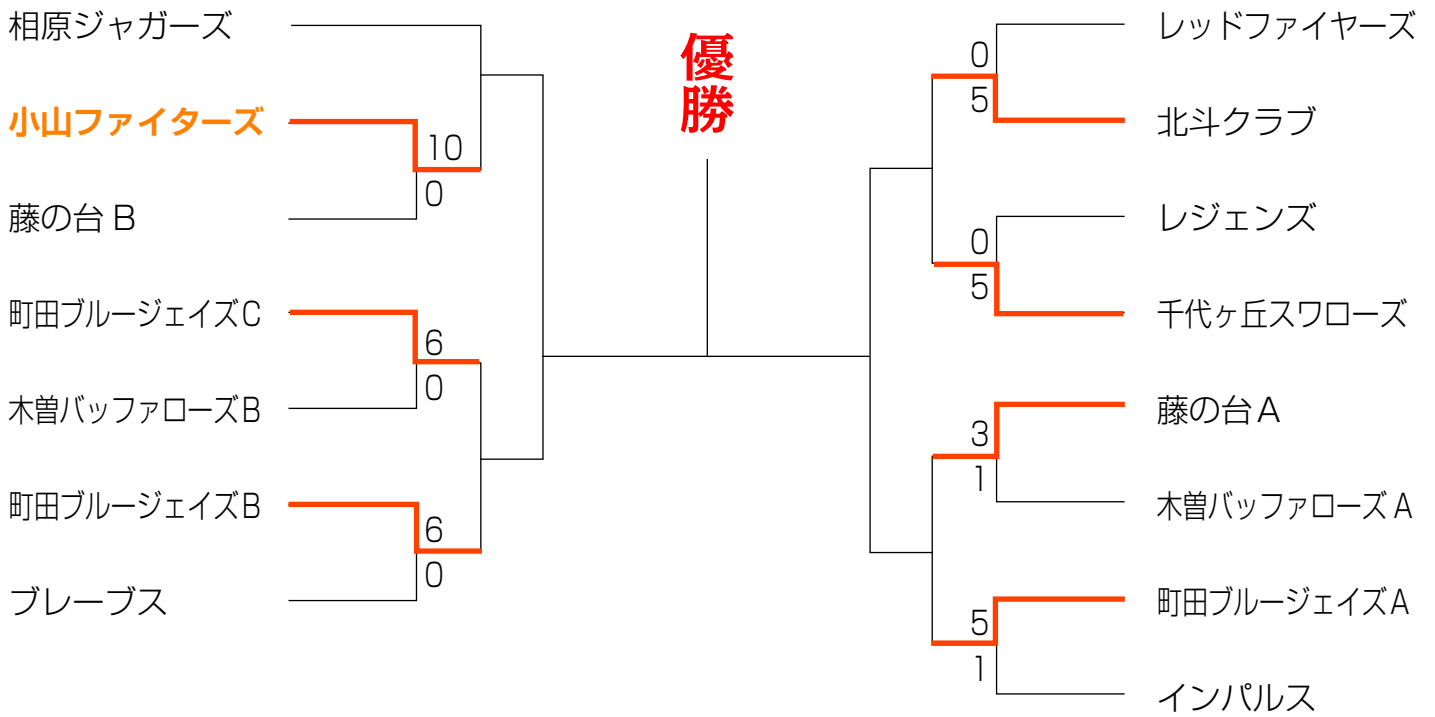 相原ジャガーズ
小山ファイターズ
10
0
藤の台 B
町田ブルージェイズC
6
0
木曽バッファローズB
町田ブルージェイズB
6
0
ブレーブス
優勝
レッドファイヤーズ
0
5
北斗クラブ
レジェンズ
0
5
千代ヶ丘スワローズ
藤の台A
3
1
木曽バッファローズA
町田ブルージェイズA
5
1
インパルス